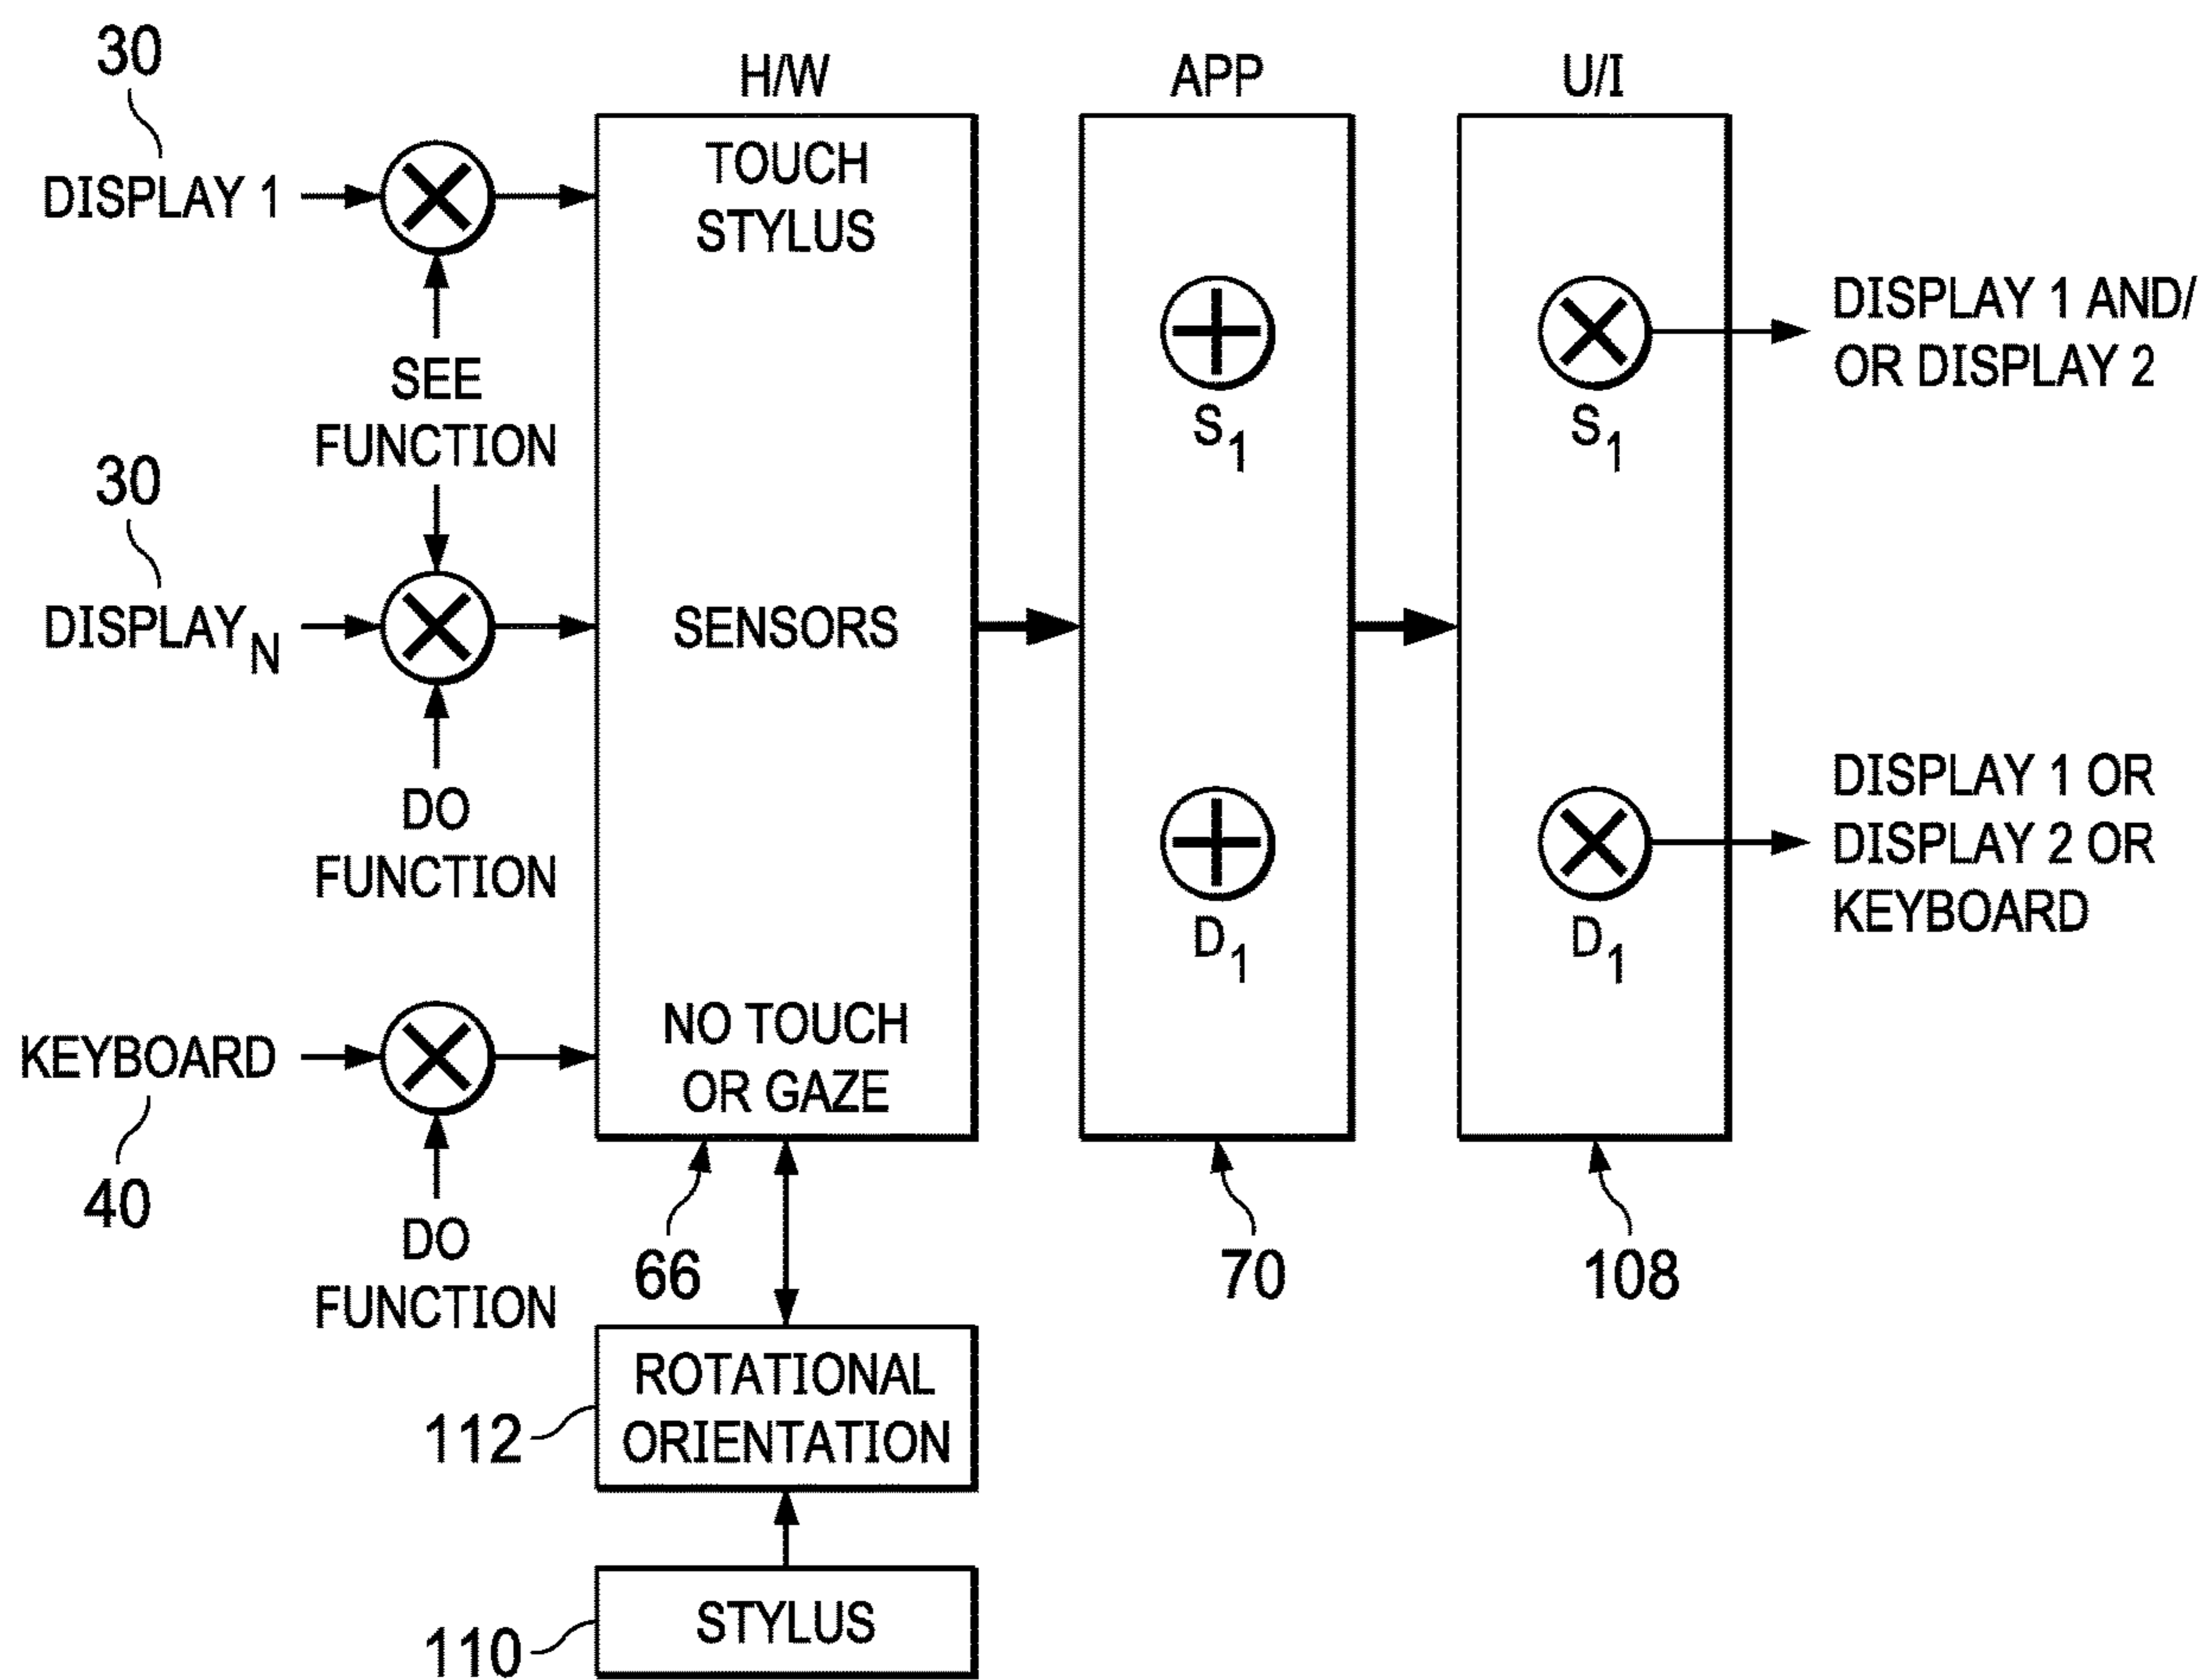 30
H/W
APP
U/I
DISPLAY 1
TOUCH
STYLUS
SEE
FUNCTION
S1
S1
DISPLAY 1 AND/
OR DISPLAY 2
30
DISPLAYN
SENSORS
DO
FUNCTION
D1
D1
DISPLAY 1 OR
DISPLAY 2 OR
KEYBOARD
KEYBOARD
NO TOUCH
OR GAZE
40
DO
FUNCTION
66
70
108
112
ROTATIONAL
ORIENTATION
110
STYLUS